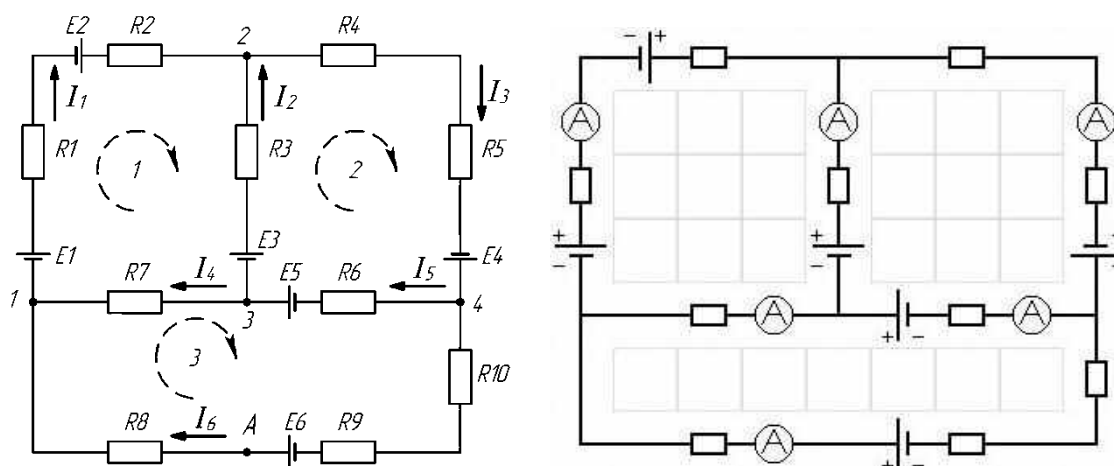 E2 R2 2 R4
I1 I2 I3
R1 1 R3 2 R5
E1 E3 E4
R7 I4 E5 R6 I5
1 3 4
3 R10
R8 I6 A E6 R9
- +
A A A
+ - + - + -
A A
+ -
A
+ -